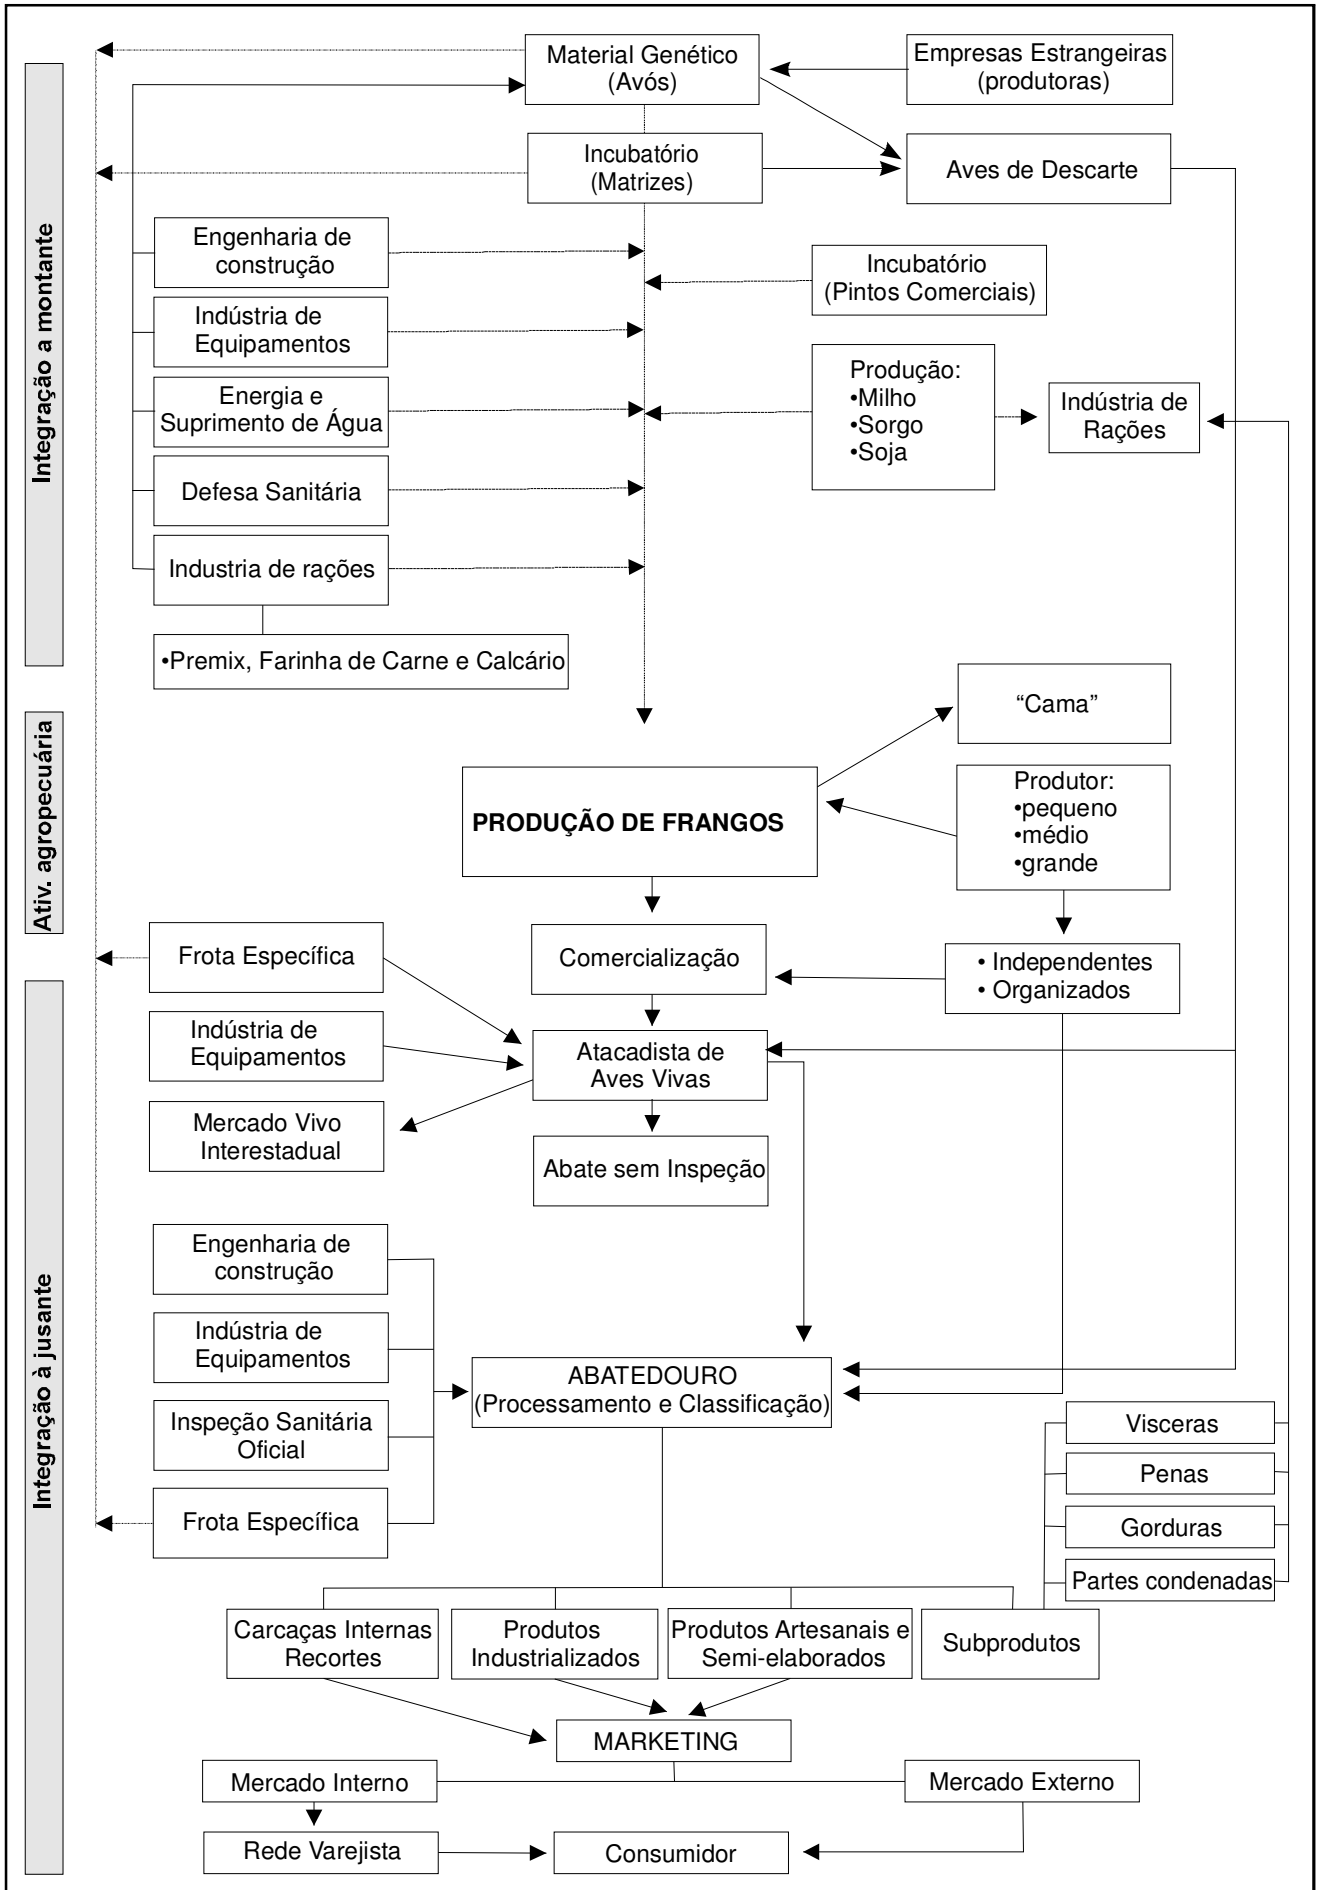 Material Genético
(Avós)
Empresas Estrangeiras
(produtoras)
Incubatório
(Matrizes)
Aves de Descarte
Integração a montante
Engenharia de
construção
Incubatório
(Pintos Comerciais)
Indústria de
Equipamentos
Produção:
•Milho
•Sorgo
•Soja
Indústria de
Rações
Energia e
Suprimento de Água
Defesa Sanitária
Industria de rações
•Premix, Farinha de Carne e Calcário
Ativ. agropecuária
“Cama”
PRODUÇÃO DE FRANGOS
Produtor:
•pequeno
•médio
•grande
Frota Específica
Comercialização
• Independentes
• Organizados
Integração à jusante
Indústria de
Equipamentos
Atacadista de
Aves Vivas
Mercado Vivo
Interestadual
Abate sem Inspeção
Engenharia de
construção
Indústria de
Equipamentos
ABATEDOURO
(Processamento e Classificação)
Inspeção Sanitária
Oficial
Frota Específica
Visceras
Penas
Gorduras
Partes condenadas
Carcaças Internas
Recortes
Produtos
Industrializados
Produtos Artesanais e
Semi-elaborados
Subprodutos
MARKETING
Mercado Interno
Mercado Externo
Rede Varejista
Consumidor